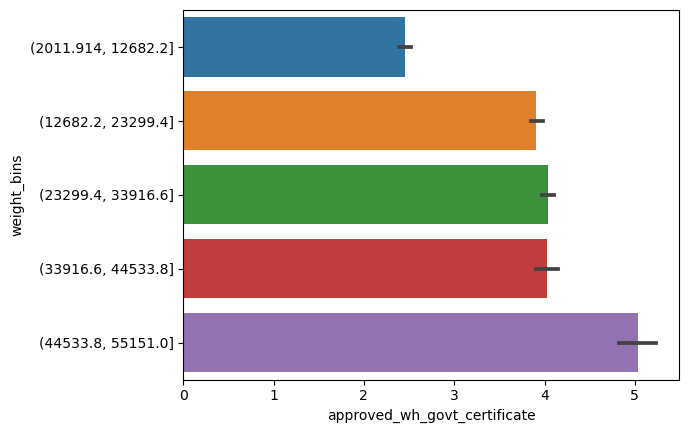 (2011.914, 12682.2]
(12682.2, 23299.4]
(23299.4, 33916.6]
(33916.6, 44533.8]
(44533.8, 55151.0]
weight_bins
0 1 2 3 4 5
approved_wh_govt_certificate